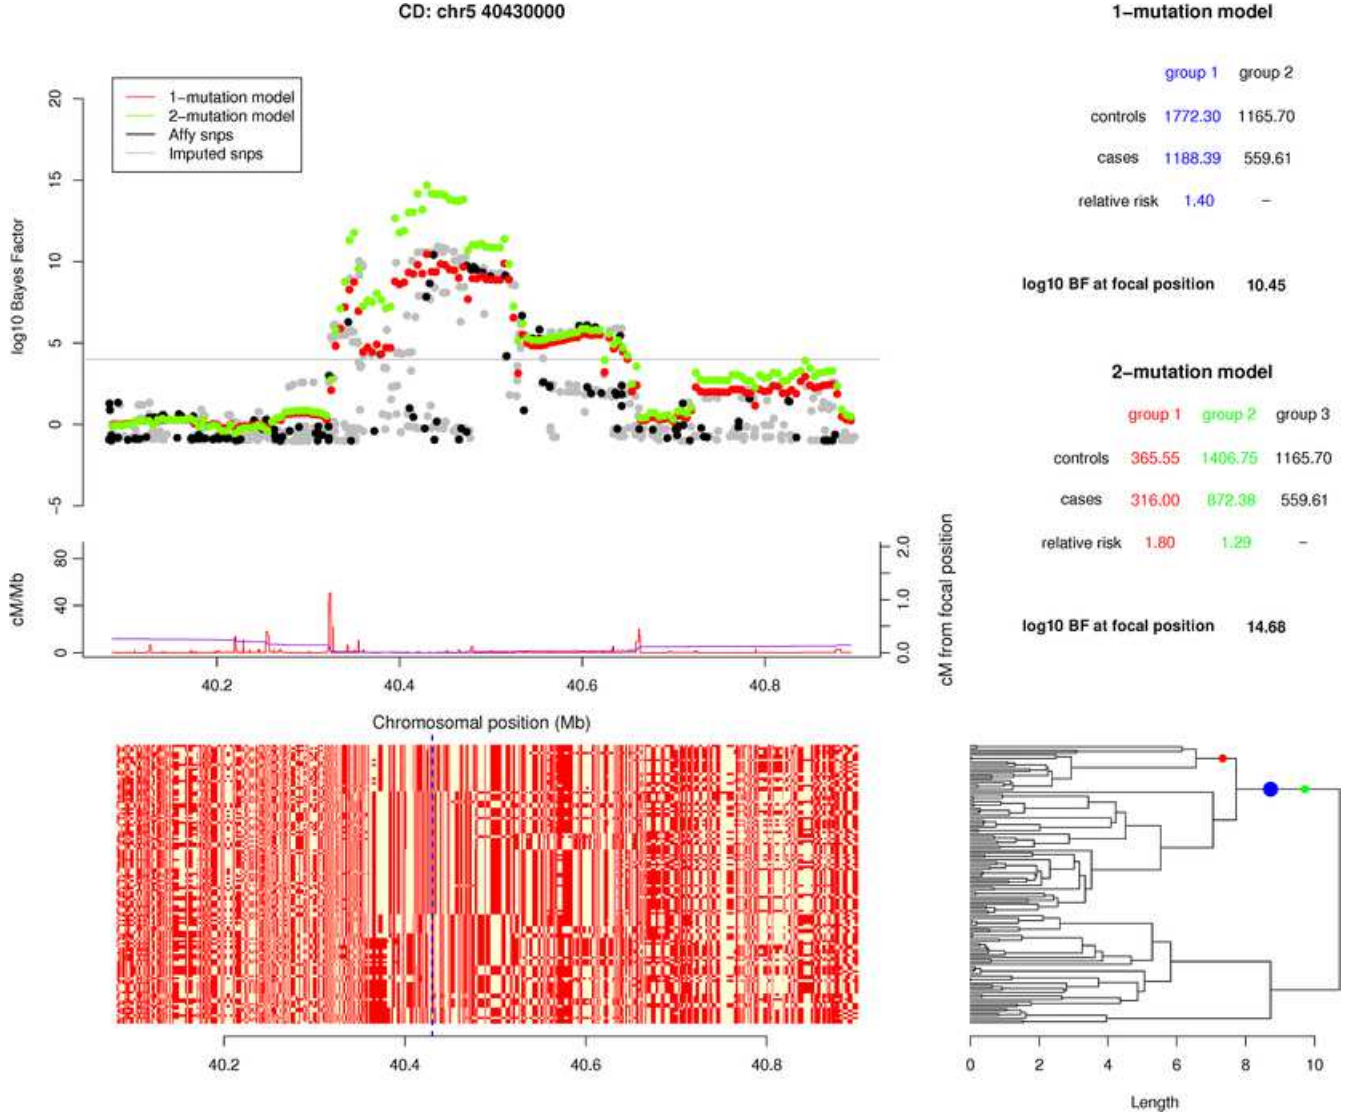 CD: chr5 40430000
1−mutation model
2−mutation model
Affy snps
Imputed snps
log10 Bayes Factor
20
15
10
5
0
−5
cM/Mb
80
40
0
2.0
1.0
0.0
cM from focal position
40.2 40.4 40.6 40.8
Chromosomal position (Mb)
40.2 40.4 40.6 40.8
1−mutation model
group 1 group 2
controls 1772.30 1165.70
cases 1188.39 559.61
relative risk 1.40 −
log10 BF at focal position 10.45
2−mutation model
group 1 group 2 group 3
controls 365.55 1406.75 1165.70
cases 316.00 872.38 559.61
relative risk 1.80 1.29 −
log10 BF at focal position 14.68
0 2 4 6 8 10
Length